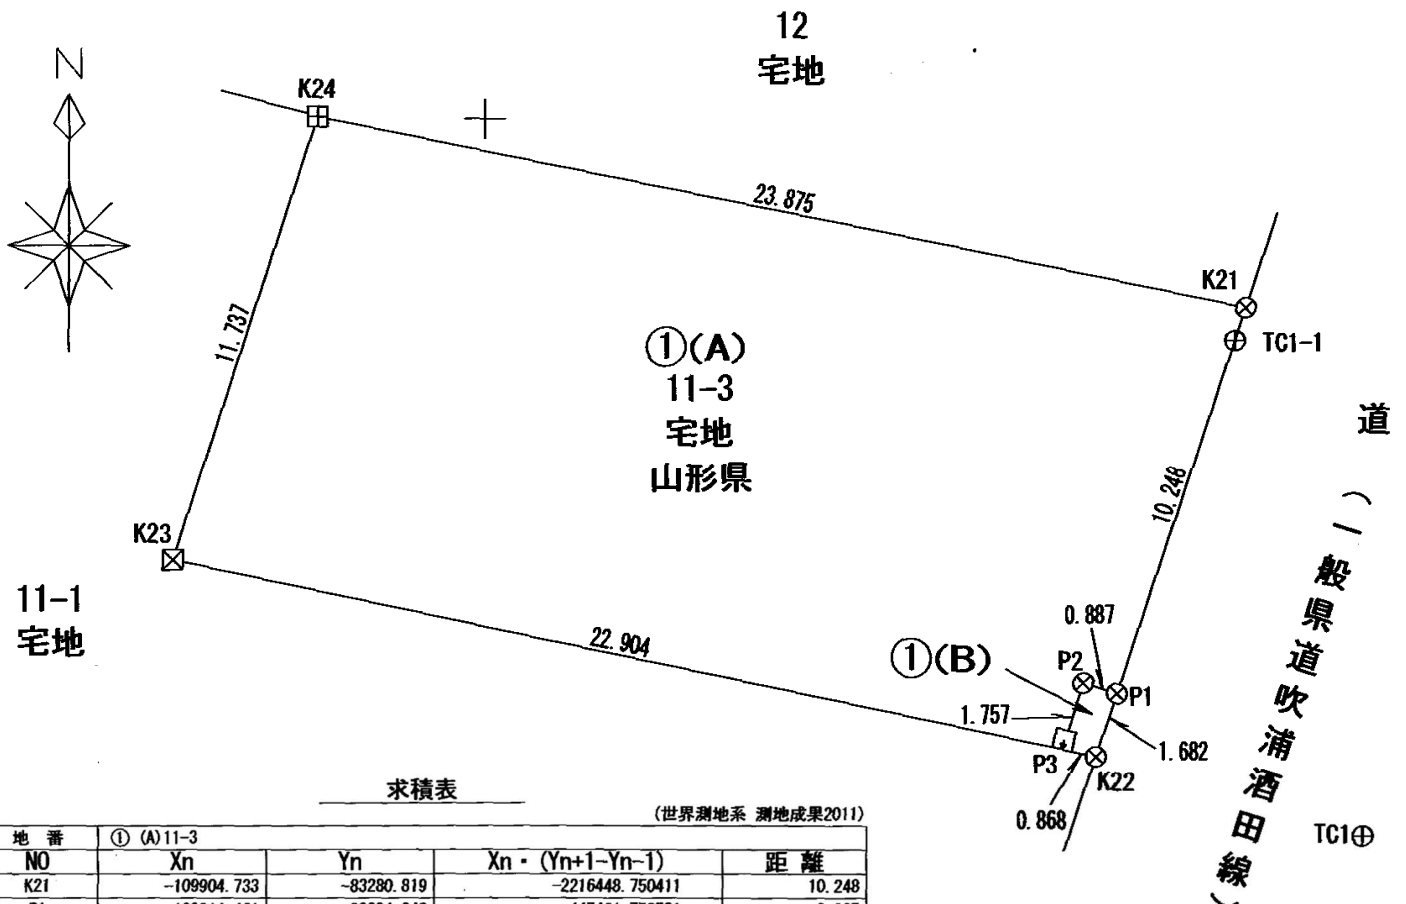 12
宅地
N
K24
23.875
K21
TC1-1
11.737
①(A)
11-3
宅地
山形県
道
(一般県道吹浦酒田線)
10.248
K23
11-1
宅地
22.904
0.887
①(B)
P2
P1
1.757
1.682
P3
K22
0.868
TC1
求積表
(世界測地系 測地成果2011)
地番 ① (A)11-3
NO Xn Yn Xn・(Yn+1-Yn-1) 距離
K21 -109904.733 -83280.819 -2216448.750411 10.248